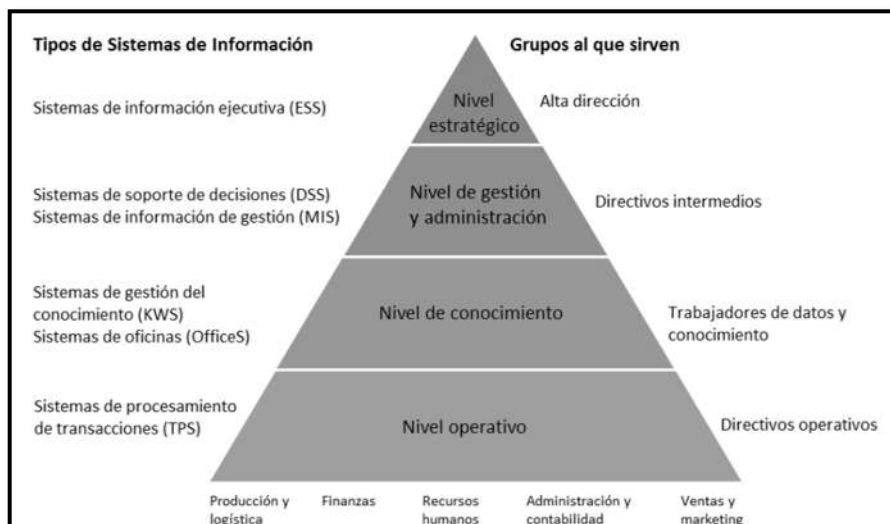 Tipos de Sistemas de Información
Grupos al que sirven
Sistemas de información ejecutiva (ESS)
Nivel
estratégico
Alta dirección
Sistemas de soporte de decisiones (DSS)
Sistemas de información de gestión (MIS)
Nivel de gestión
y administración
Directivos intermedios
Sistemas de gestión del
conocimiento (KWS)
Sistemas de oficinas (OfficeS)
Nivel de conocimiento
Trabajadores de datos y
conocimiento
Sistemas de procesamiento
de transacciones (TPS)
Nivel operativo
Directivos operativos
Producción y
logística
Finanzas
Recursos
humanos
Administración y
contabilidad
Ventas y
marketing